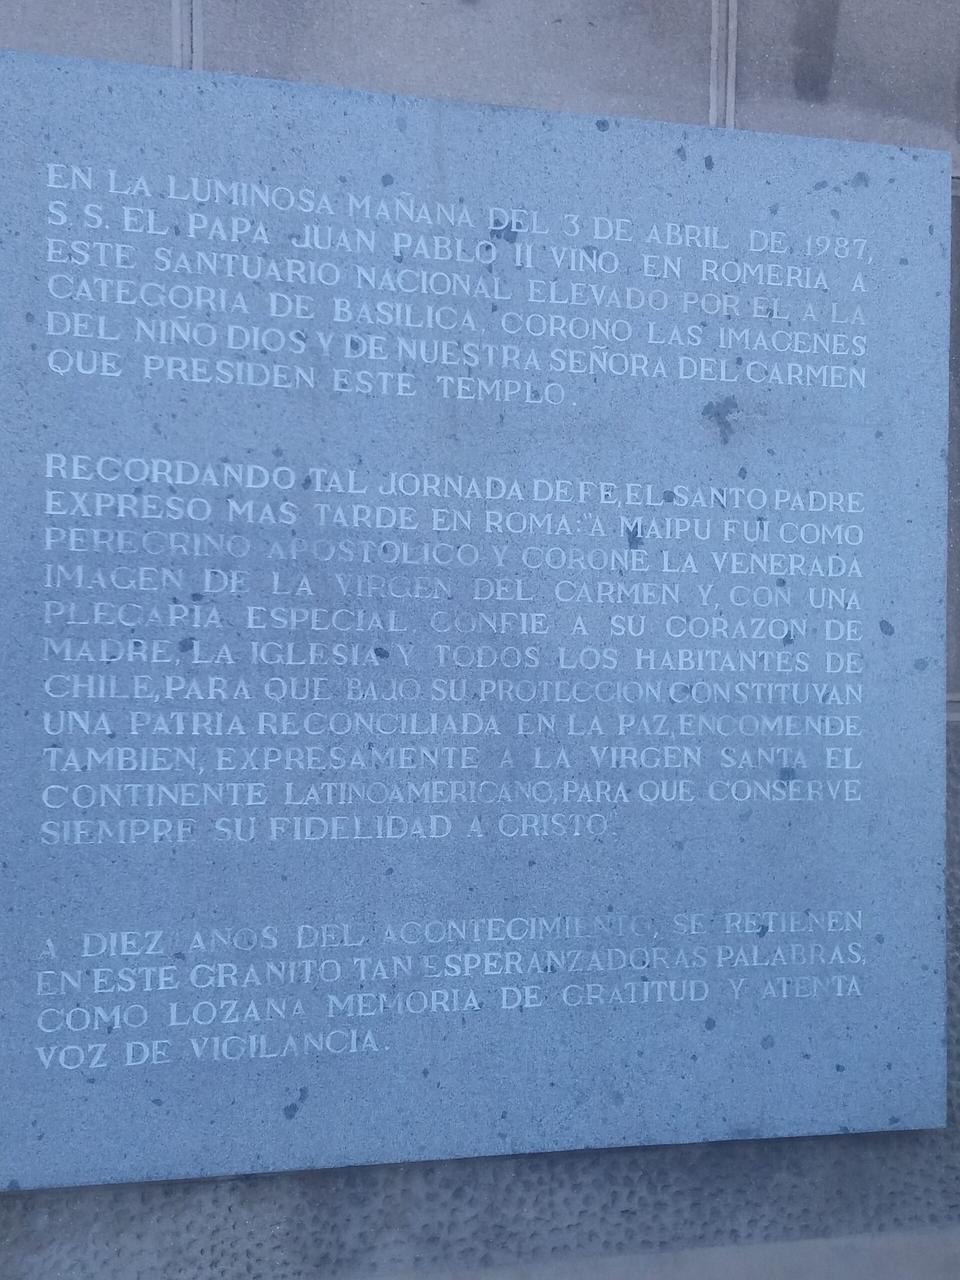 EN LA LUMINOSA MAÑANA DEL 3 DE ABRIL DE 1987,
S. S. EL PAPA JUAN PABLO II VINO EN ROMERIA A
ESTE SANTUARIO NACIONAL ELEVADO POR EL A LA
CATEGORIA DE BASILICA, CORONO LAS IMAGENES
DEL NIÑO DIOS Y DE NUESTRA SEÑORA DEL CARMEN
QUE PRESIDEN ESTE TEMPLO.
RECORDANDO TAL JORNADA DE FE, EL SANTO PADRE
EXPRESO MAS TARDE EN ROMA: "A MAIPU FUI COMO
PEREGRINO APOSTOLICO Y CORONE LA VENERADA
IMAGEN DE LA VIRGEN DEL CARMEN Y, CON UNA
PLEGARIA ESPECIAL CONFIE A SU CORAZON DE
MADRE, LA IGLESIA Y TODOS LOS HABITANTES DE
CHILE, PARA QUE BAJO SU PROTECCION CONSTITUYAN
UNA PATRIA RECONCILIADA EN LA PAZ, ENCOMENDE
TAMBIEN, EXPRESAMENTE A LA VIRGEN SANTA EL
CONTINENTE LATINOAMERICANO, PARA QUE CONSERVE
SIEMPRE SU FIDELIDAD A CRISTO".
A DIEZ AÑOS DEL ACONTECIMIENTO, SE RETIENEN
EN ESTE GRANITO TAN ESPERANZADORAS PALABRAS,
COMO LOZANA MEMORIA DE GRATITUD Y ATENTA
VOZ DE VIGILANCIA.